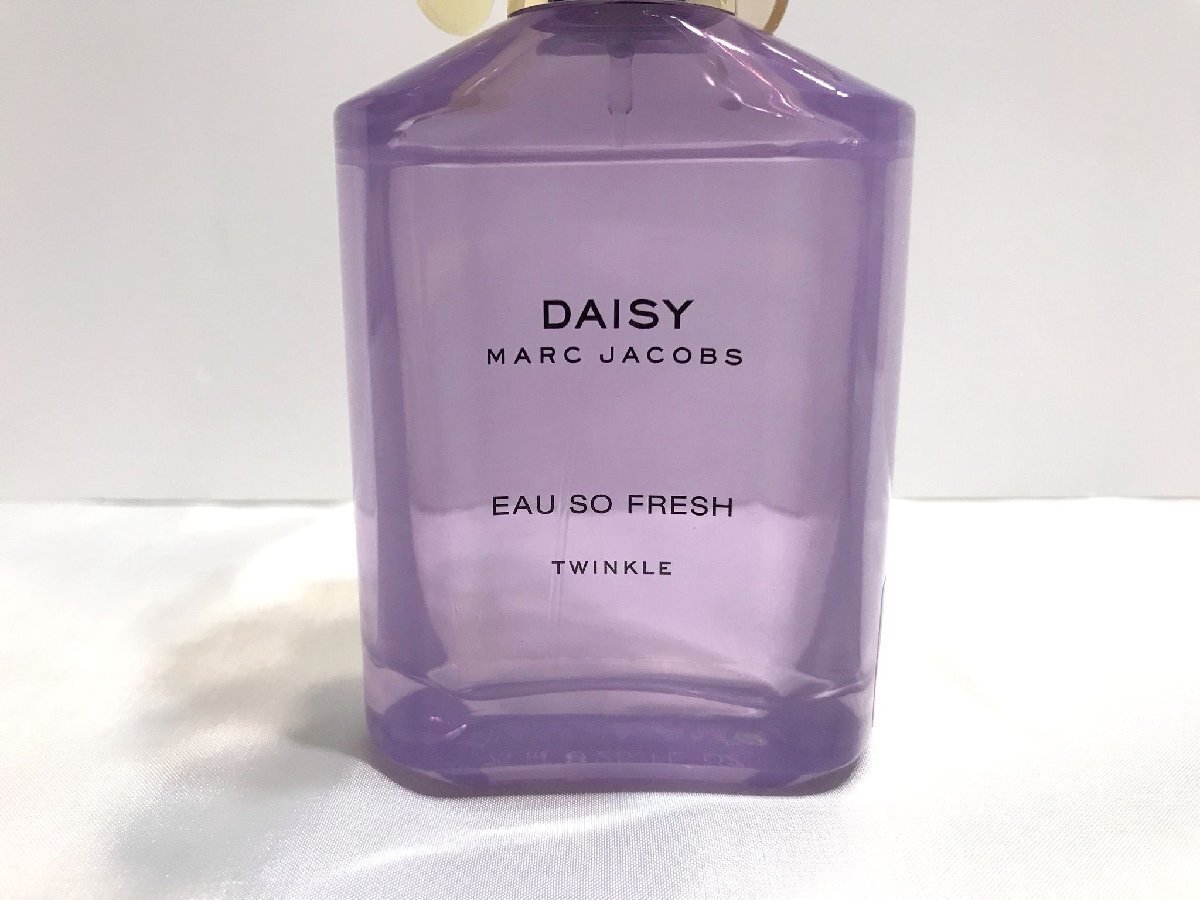 DAISY
MARC JACOBS
EAU SO FRESH
TWINKLE